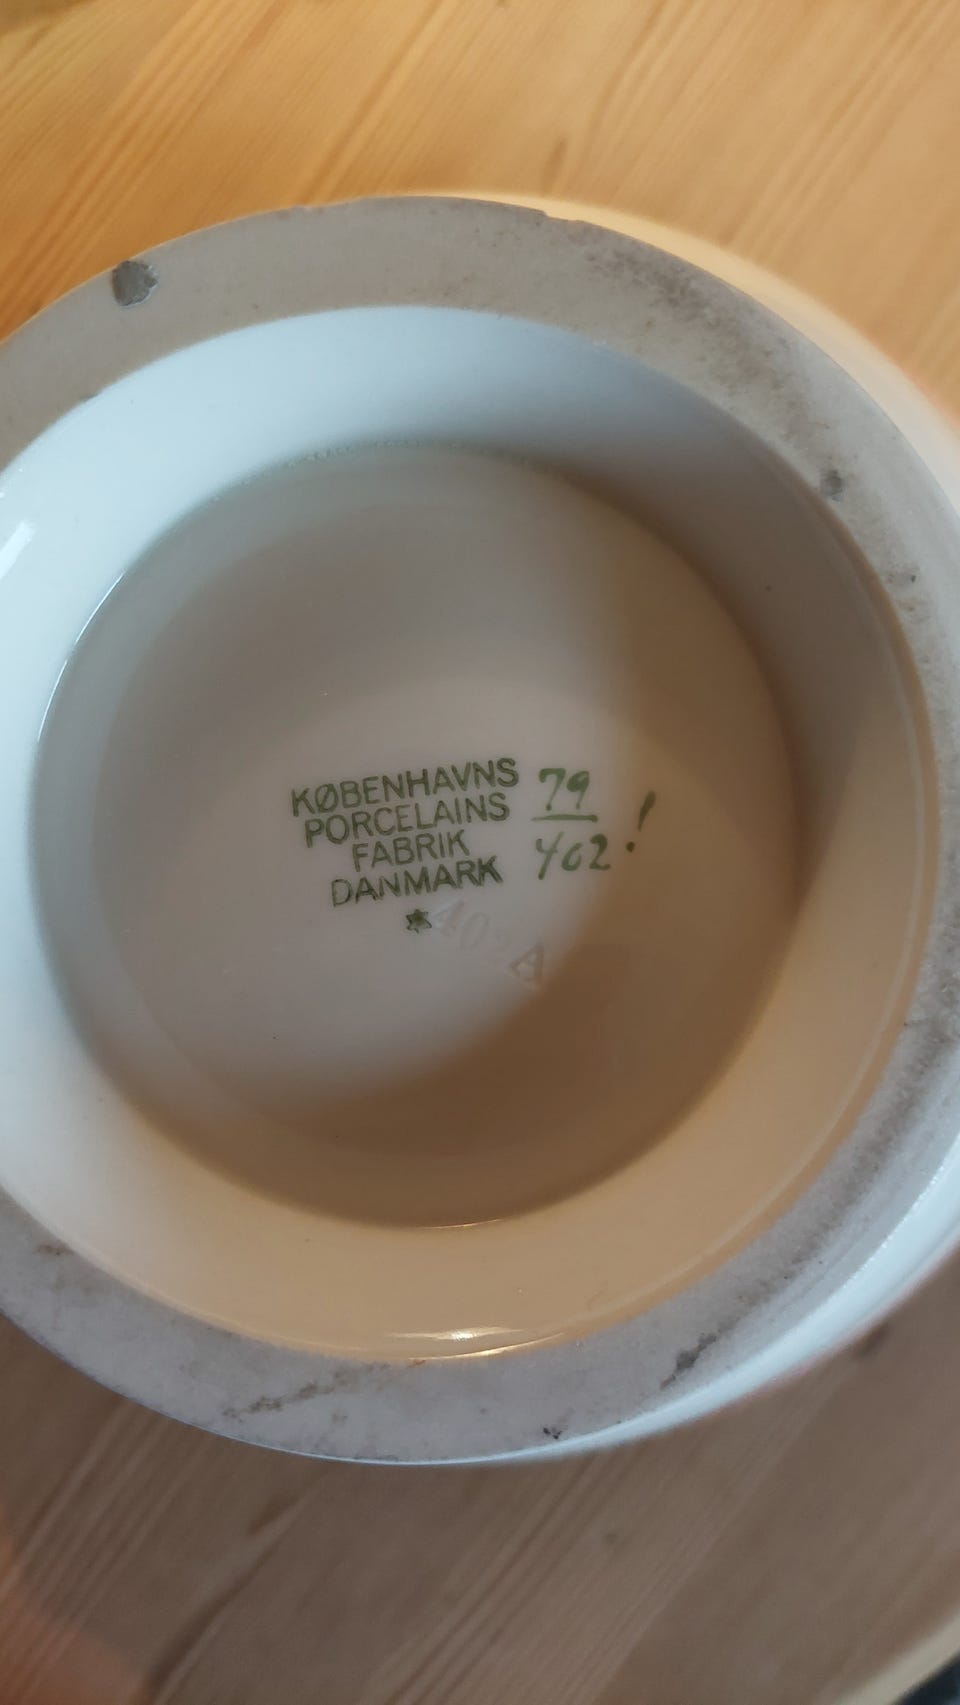 KØBENHAVNS
PORCELAINS
FABRIK
DANMARK
79
402!
A